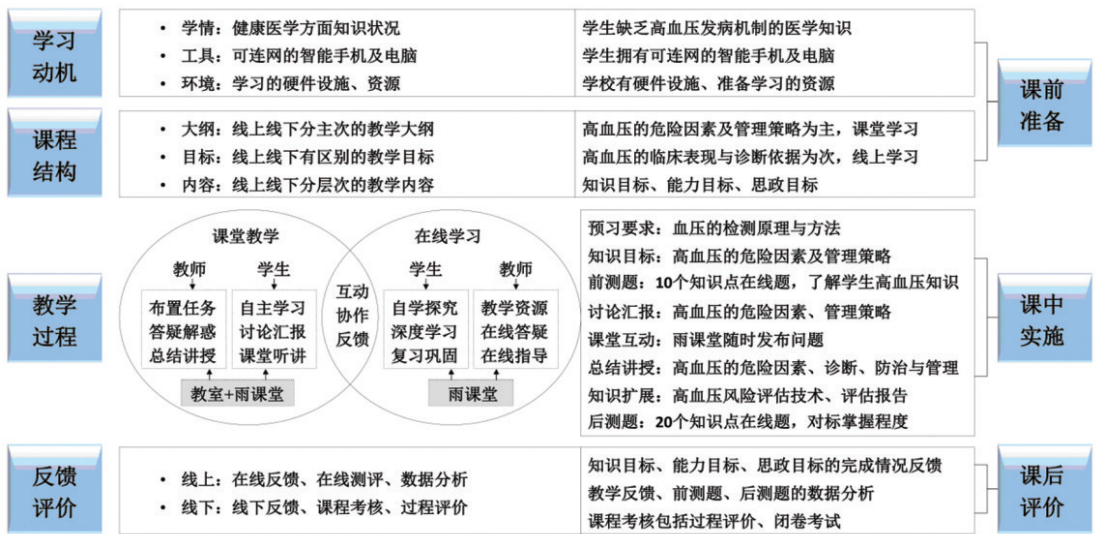 学习
动机
• 学情：健康医学方面知识状况
• 工具：可连网的智能手机及电脑
• 环境：学习的硬件设施、资源
学生缺乏高血压发病机制的医学知识
学生拥有可连网的智能手机及电脑
学校有硬件设施、准备学习的资源
课前
准备
课程
结构
• 大纲：线上线下分主次的教学大纲
• 目标：线上线下有区别的教学目标
• 内容：线上线下分层次的教学内容
高血压的危险因素及管理策略为主，课堂学习
高血压的临床表现与诊断依据为次，线上学习
知识目标、能力目标、思政目标
教学
过程
课堂教学
教师
布置任务
答疑解惑
总结讲授
学生
自主学习
讨论汇报
课堂听讲
教室+雨课堂
互动
协作
反馈
在线学习
学生
自学探究
深度学习
复习巩固
教师
教学资源
在线答疑
在线指导
雨课堂
预习要求：血压的检测原理与方法
知识目标：高血压的危险因素及管理策略
前测题：10个知识点在线题，了解学生高血压知识
讨论汇报：高血压的危险因素、管理策略
课堂互动：雨课堂随时发布问题
总结讲授：高血压的危险因素、诊断、防治与管理
知识扩展：高血压风险评估技术、评估报告
后测题：20个知识点在线题，对标掌握程度
课中
实施
反馈
评价
• 线上：在线反馈、在线测评、数据分析
• 线下：线下反馈、课程考核、过程评价
知识目标、能力目标、思政目标的完成情况反馈
教学反馈、前测题、后测题的数据分析
课程考核包括过程评价、闭卷考试
课后
评价